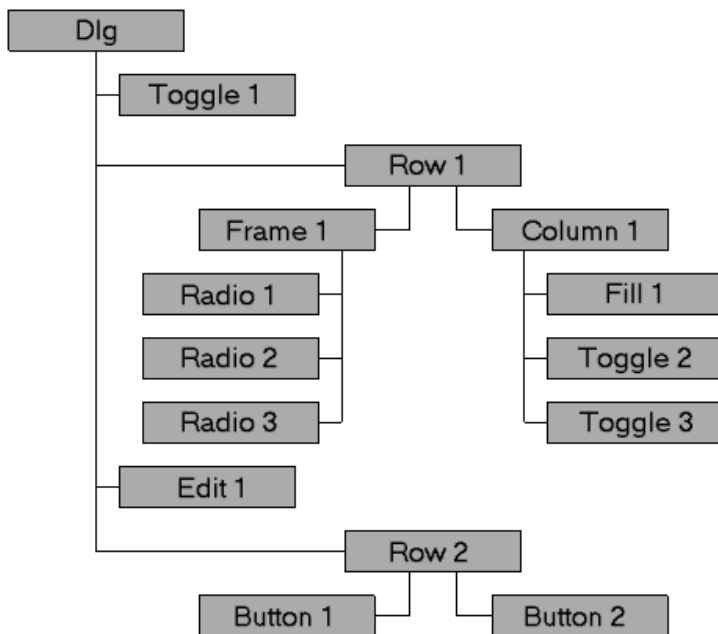 Dlg
Toggle 1
Row 1
Frame 1
Column 1
Radio 1
Fill 1
Radio 2
Toggle 2
Radio 3
Toggle 3
Edit 1
Row 2
Button 1
Button 2